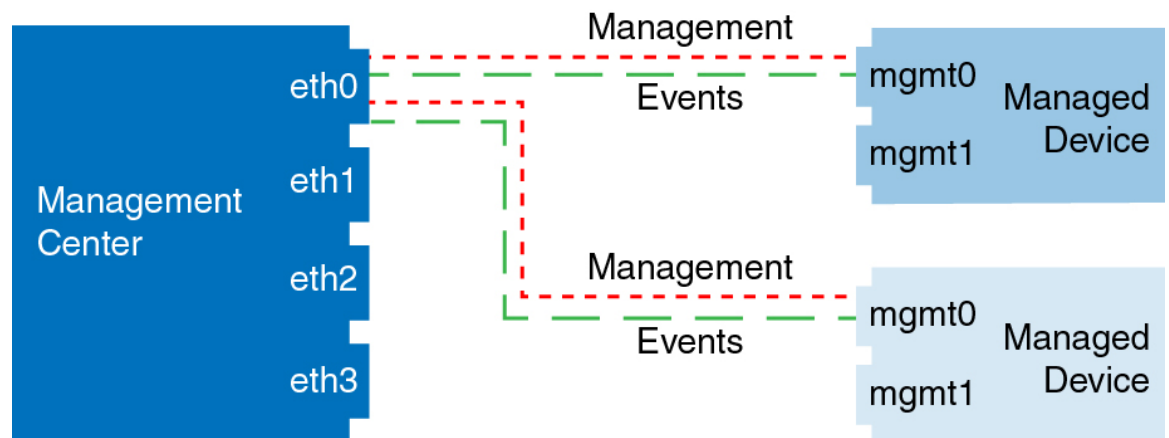 Management
Center
eth0
eth1
eth2
eth3
Management
Events
mgmt0
mgmt1
Managed
Device
Management
Events
mgmt0
mgmt1
Managed
Device